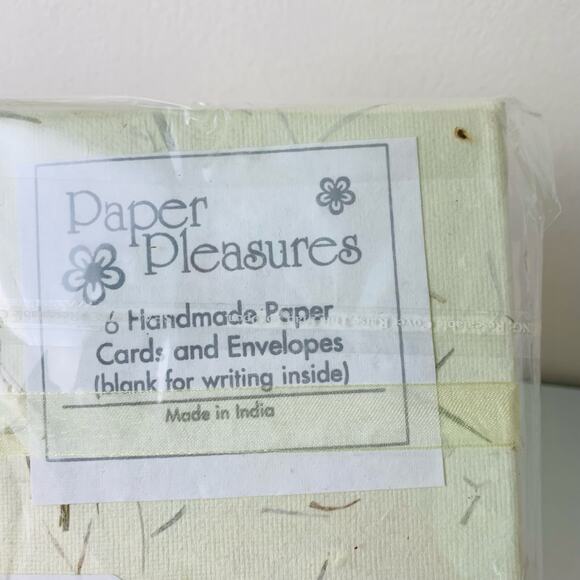 Paper
Pleasures
6 Handmade Paper
Cards and Envelopes
(blank for writing inside)
Made in India